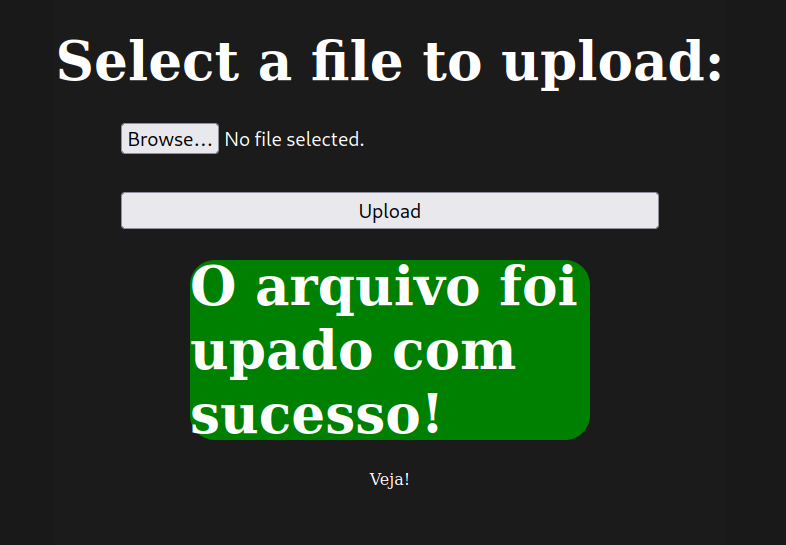 Select a file to upload:
Browse... No file selected.
Upload
O arquivo foi
upado com
sucesso!
Veja!